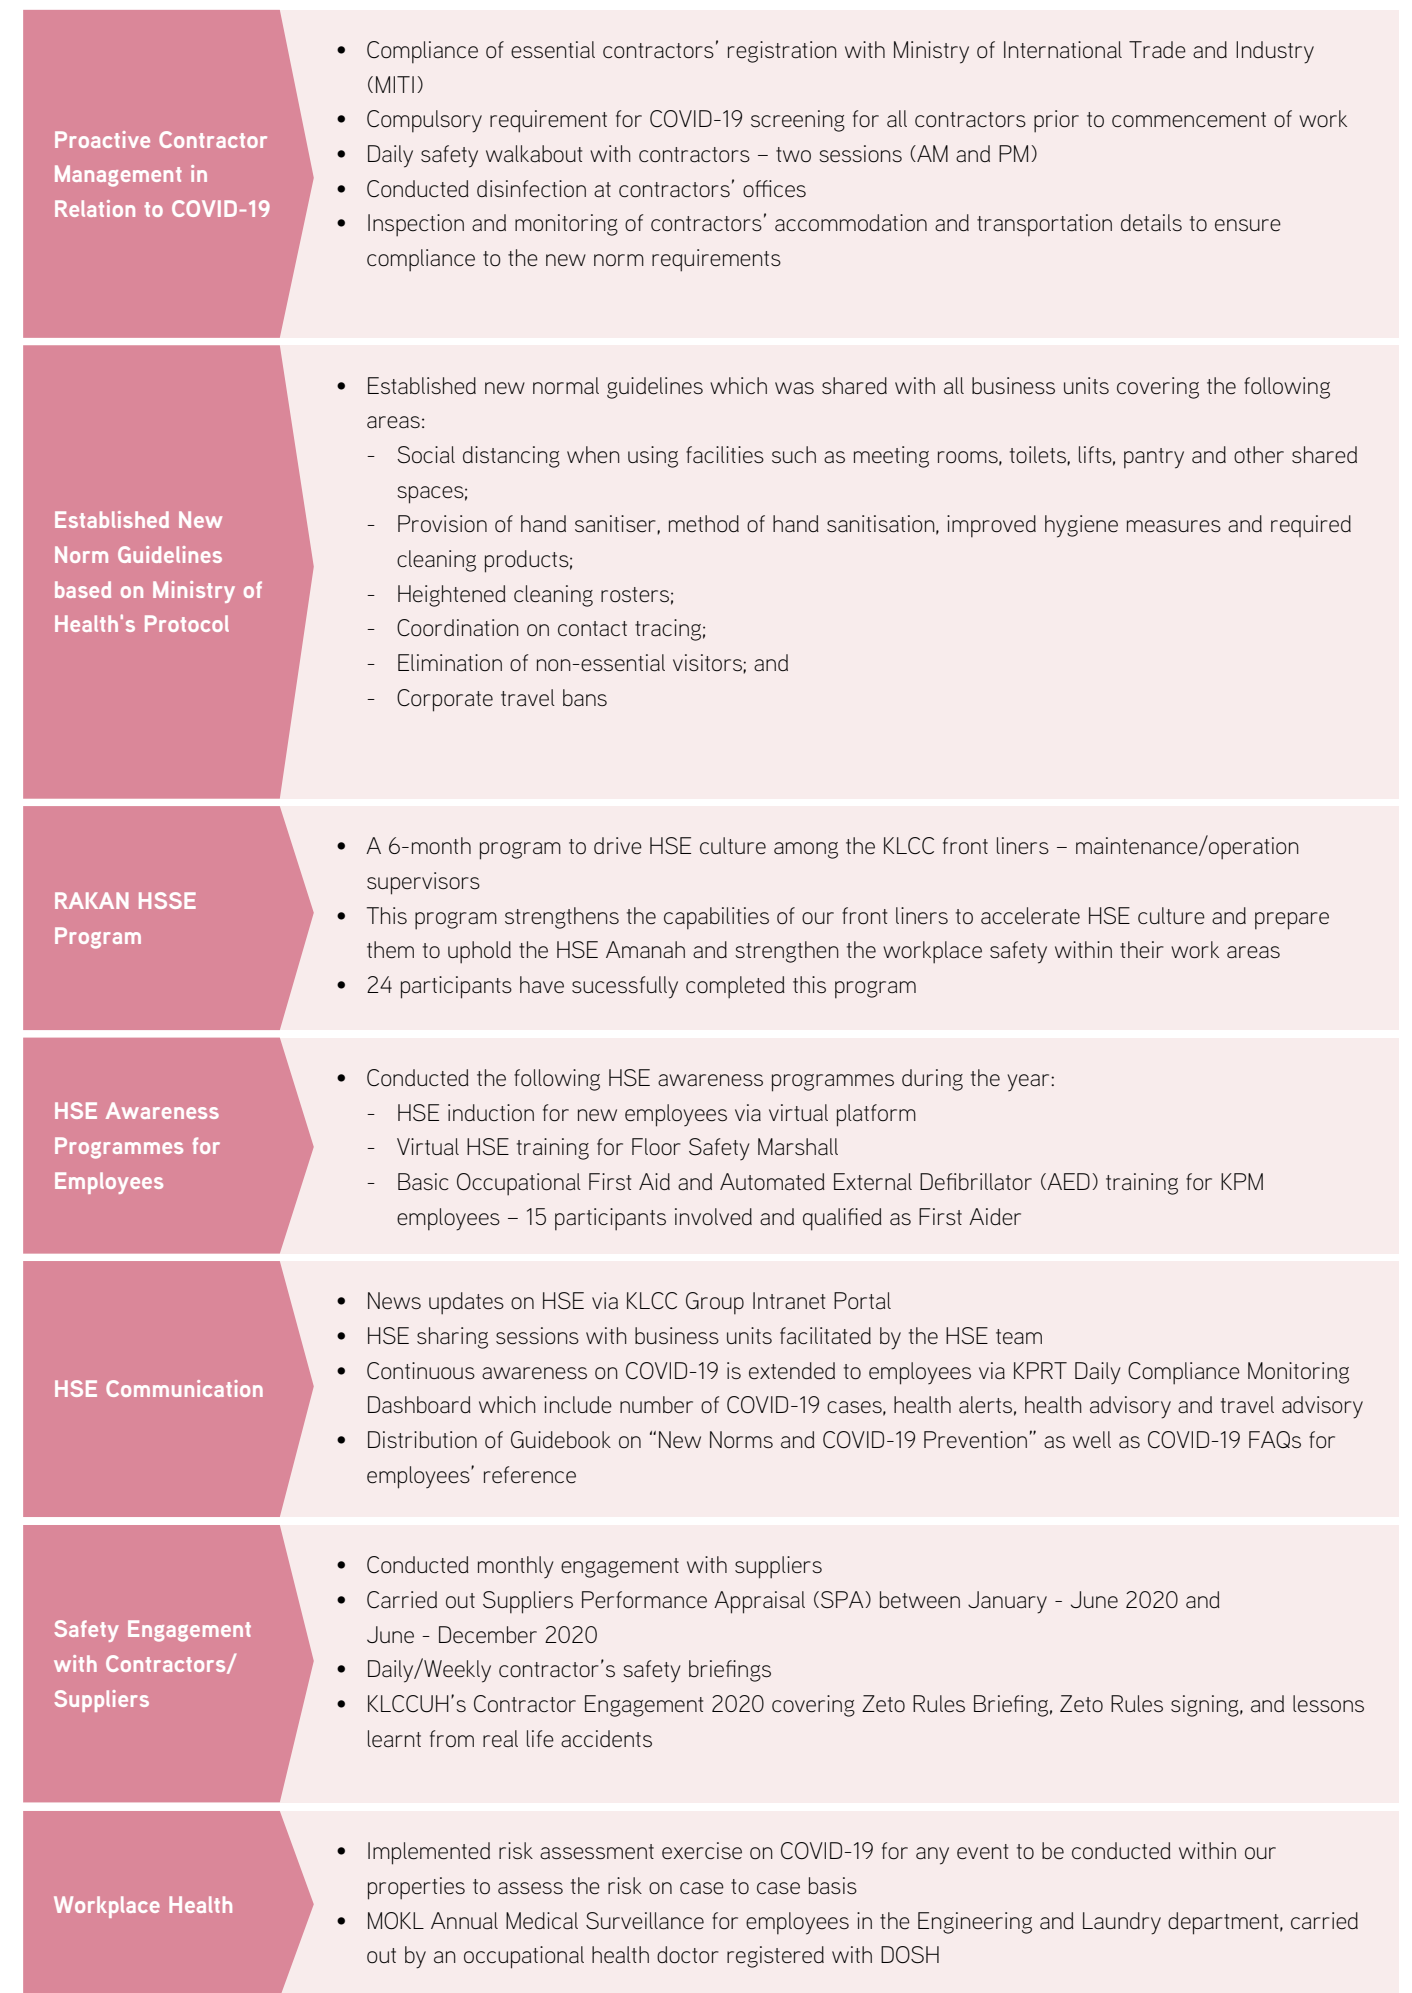 Proactive Contractor
Management in
Relation to COVID-19
• Compliance of essential contractors' registration with Ministry of International Trade and Industry
(MITI)
• Compulsory requirement for COVID-19 screening for all contractors prior to commencement of work
• Daily safety walkabout with contractors – two sessions (AM and PM)
• Conducted disinfection at contractors' offices
• Inspection and monitoring of contractors' accommodation and transportation details to ensure
compliance to the new norm requirements
Established New
Norm Guidelines
based on Ministry of
Health's Protocol
• Established new normal guidelines which was shared with all business units covering the following
areas:
- Social distancing when using facilities such as meeting rooms, toilets, lifts, pantry and other shared
spaces;
- Provision of hand sanitiser, method of hand sanitisation, improved hygiene measures and required
cleaning products;
- Heightened cleaning rosters;
- Coordination on contact tracing;
- Elimination of non-essential visitors; and
- Corporate travel bans
RAKAN HSSE
Program
• A 6-month program to drive HSE culture among the KLCC front liners – maintenance/operation
supervisors
• This program strengthens the capabilities of our front liners to accelerate HSE culture and prepare
them to uphold the HSE Amanah and strengthen the workplace safety within their work areas
• 24 participants have sucessfully completed this program
HSE Awareness
Programmes for
Employees
• Conducted the following HSE awareness programmes during the year:
- HSE induction for new employees via virtual platform
- Virtual HSE training for Floor Safety Marshall
- Basic Occupational First Aid and Automated External Defibrillator (AED) training for KPM
employees – 15 participants involved and qualified as First Aider
HSE Communication
• News updates on HSE via KLCC Group Intranet Portal
• HSE sharing sessions with business units facilitated by the HSE team
• Continuous awareness on COVID-19 is extended to employees via KPRT Daily Compliance Monitoring
Dashboard which include number of COVID-19 cases, health alerts, health advisory and travel advisory
• Distribution of Guidebook on “New Norms and COVID-19 Prevention” as well as COVID-19 FAQs for
employees' reference
Safety Engagement
with Contractors/
Suppliers
• Conducted monthly engagement with suppliers
• Carried out Suppliers Performance Appraisal (SPA) between January - June 2020 and
June - December 2020
• Daily/Weekly contractor's safety briefings
• KLCCUH's Contractor Engagement 2020 covering Zeto Rules Briefing, Zeto Rules signing, and lessons
learnt from real life accidents
Workplace Health
• Implemented risk assessment exercise on COVID-19 for any event to be conducted within our
properties to assess the risk on case to case basis
• MOKL Annual Medical Surveillance for employees in the Engineering and Laundry department, carried
out by an occupational health doctor registered with DOSH